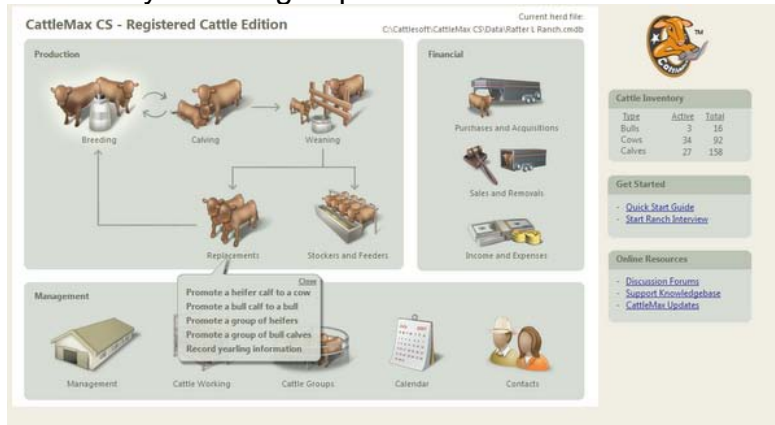 CattleMax CS - Registered Cattle Edition
Current herd file:
C:\Cattlesoft\CattleMax CS\Data\Rafter L Ranch.cmdb
Production
Breeding
Calving
Weaning
Replacements
Stockers and Feeders
Financial
Purchases and Acquisitions
Sales and Removals
Income and Expenses
Close
Promote a heifer calf to a cow
Promote a bull calf to a bull
Promote a group of heifers
Promote a group of bull calves
Record yearling information
Management
Management
Cattle Working
Cattle Groups
Calendar
Contacts
TM
Cattle Inventory
Type Active Total
Bulls 3 16
Cows 34 92
Calves 27 158
Get Started
- Quick Start Guide
- Start Ranch Interview
Online Resources
- Discussion Forums
- Support Knowledgebase
- CattleMax Updates